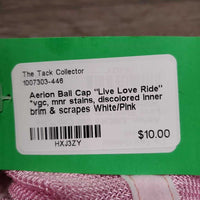 The Tack Collector
1007303-446
Aerion Ball Cap "Live Love Ride"
*vgc, mnr stains, discolored inner
brim & scrapes White/Pink
$10.00
HXJ3ZY